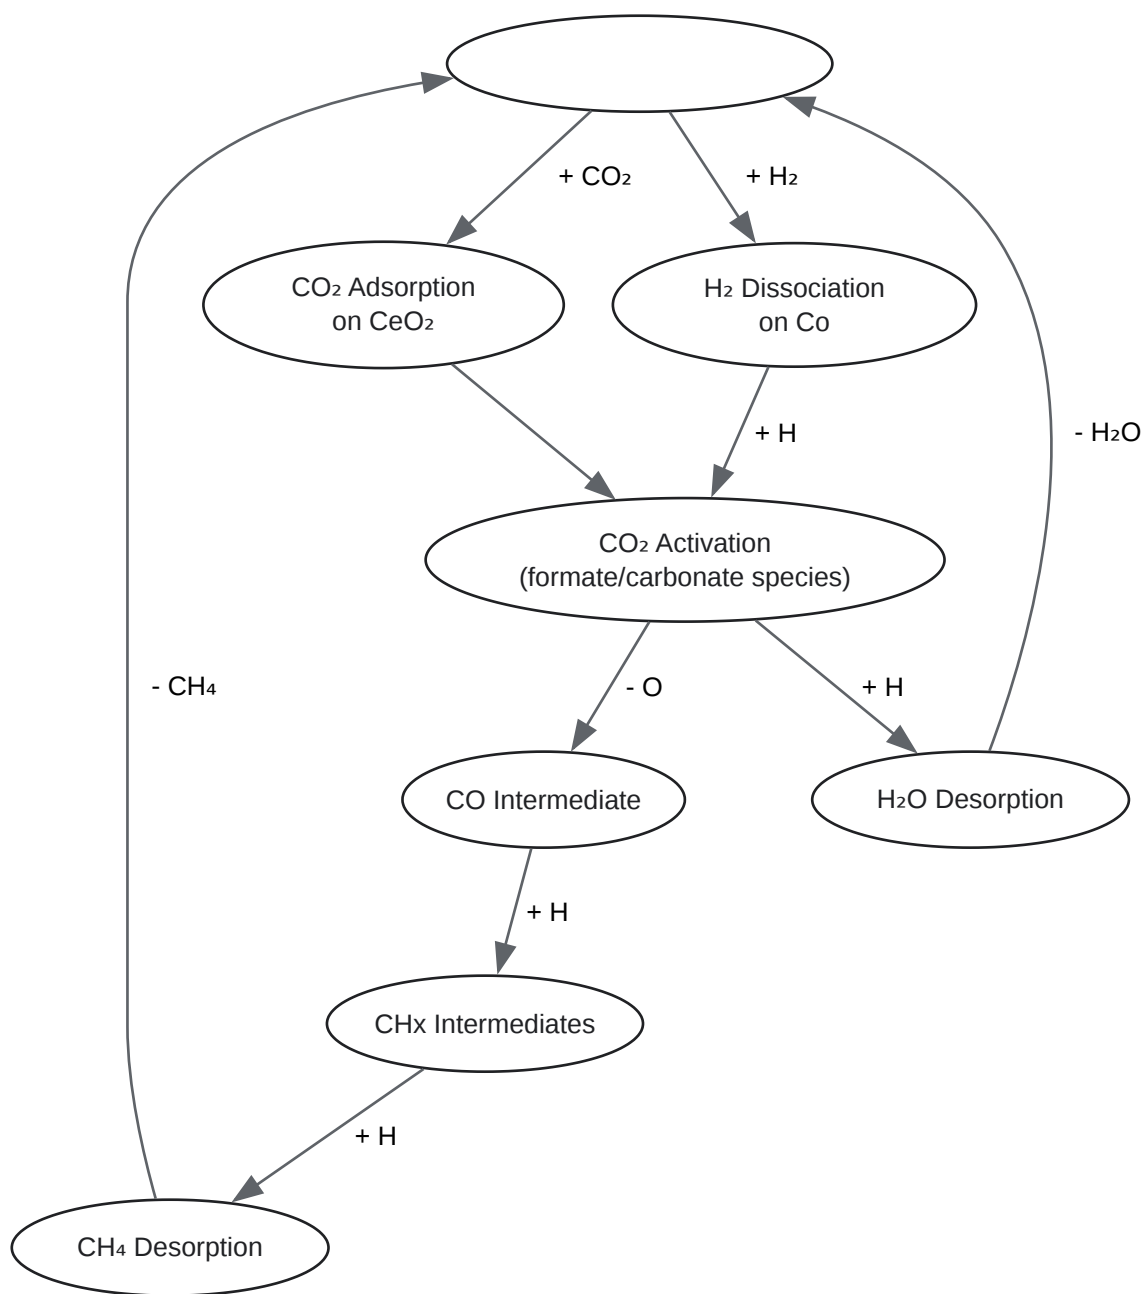 + CO₂
+ H₂
CO₂ Adsorption
on CeO₂
H₂ Dissociation
on Co
+ H
- H₂O
CO₂ Activation
(formate/carbonate species)
- CH₄
- O
+ H
CO Intermediate
H₂O Desorption
+ H
CHx Intermediates
+ H
CH₄ Desorption